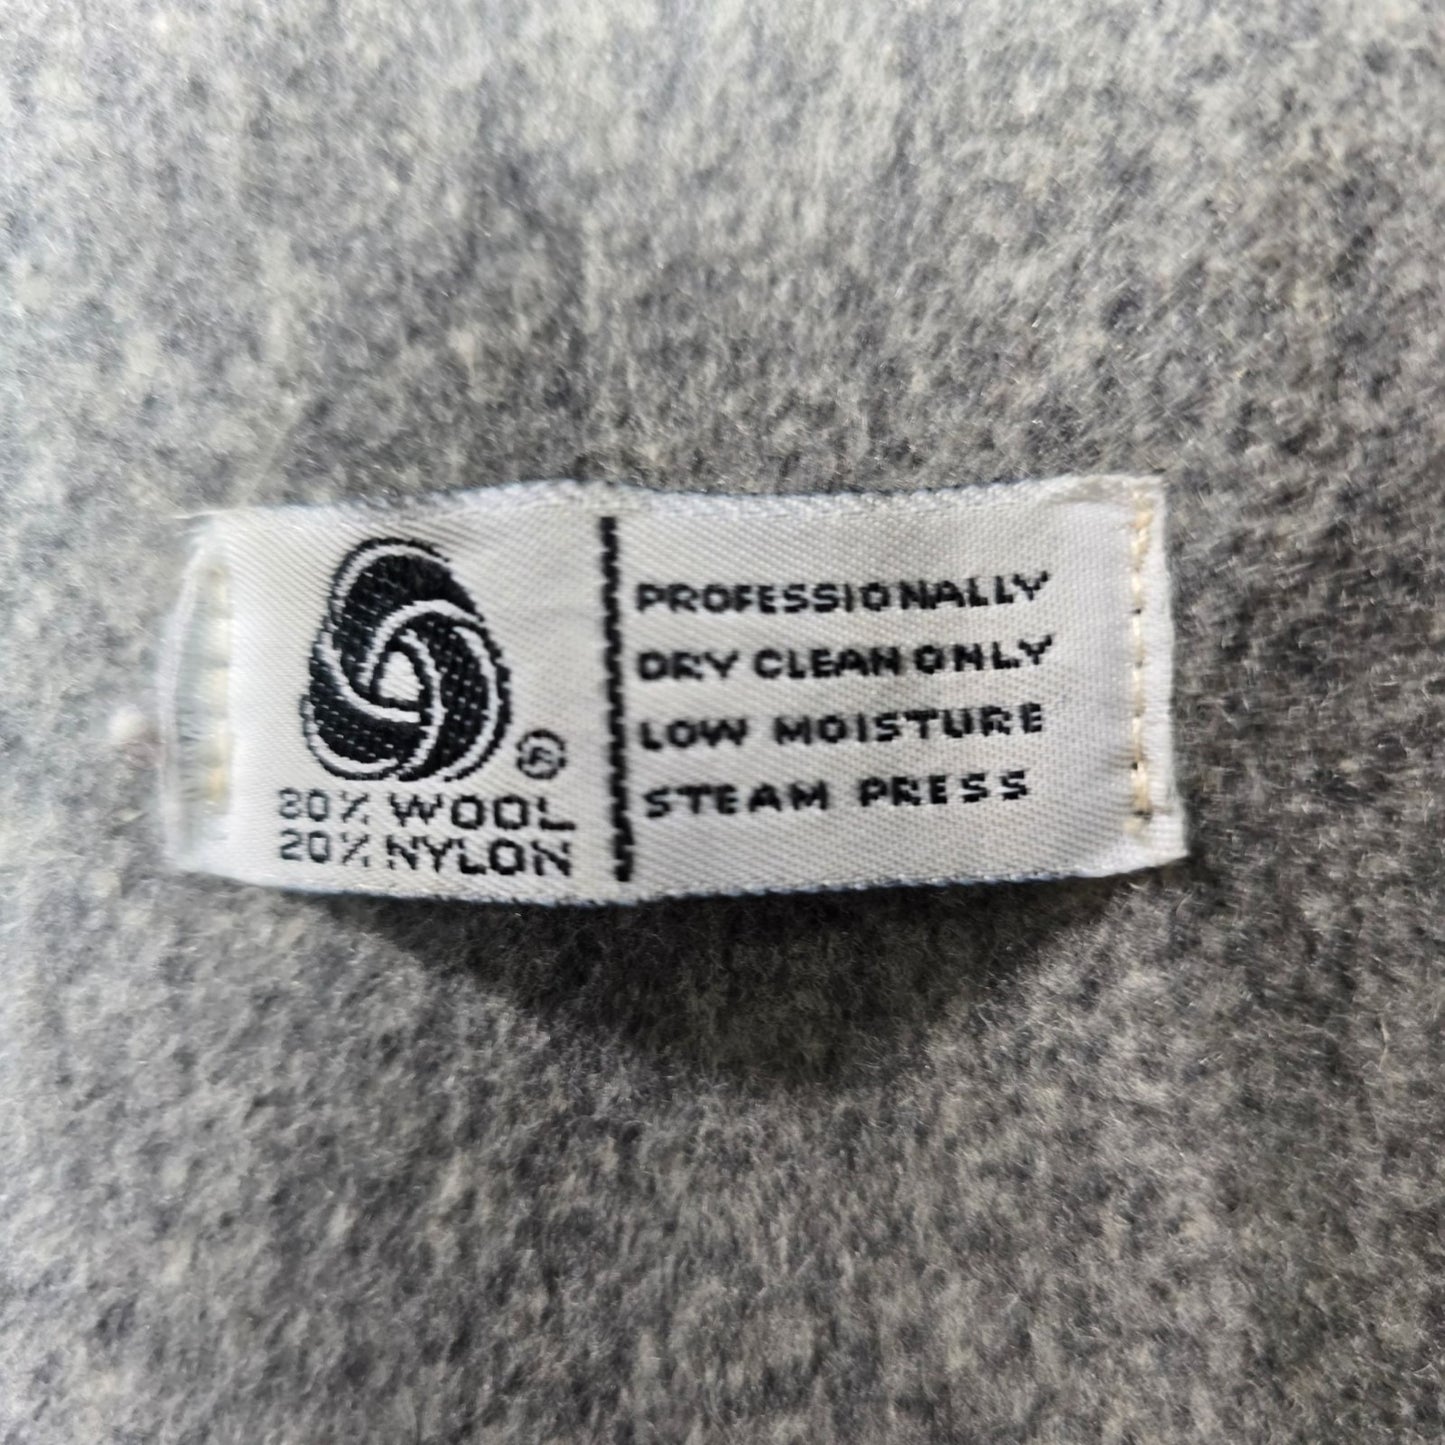 ®
80% WOOL
20% NYLON
PROFESSIONALLY
DRY CLEAN ONLY
LOW MOISTURE
STEAM PRESS